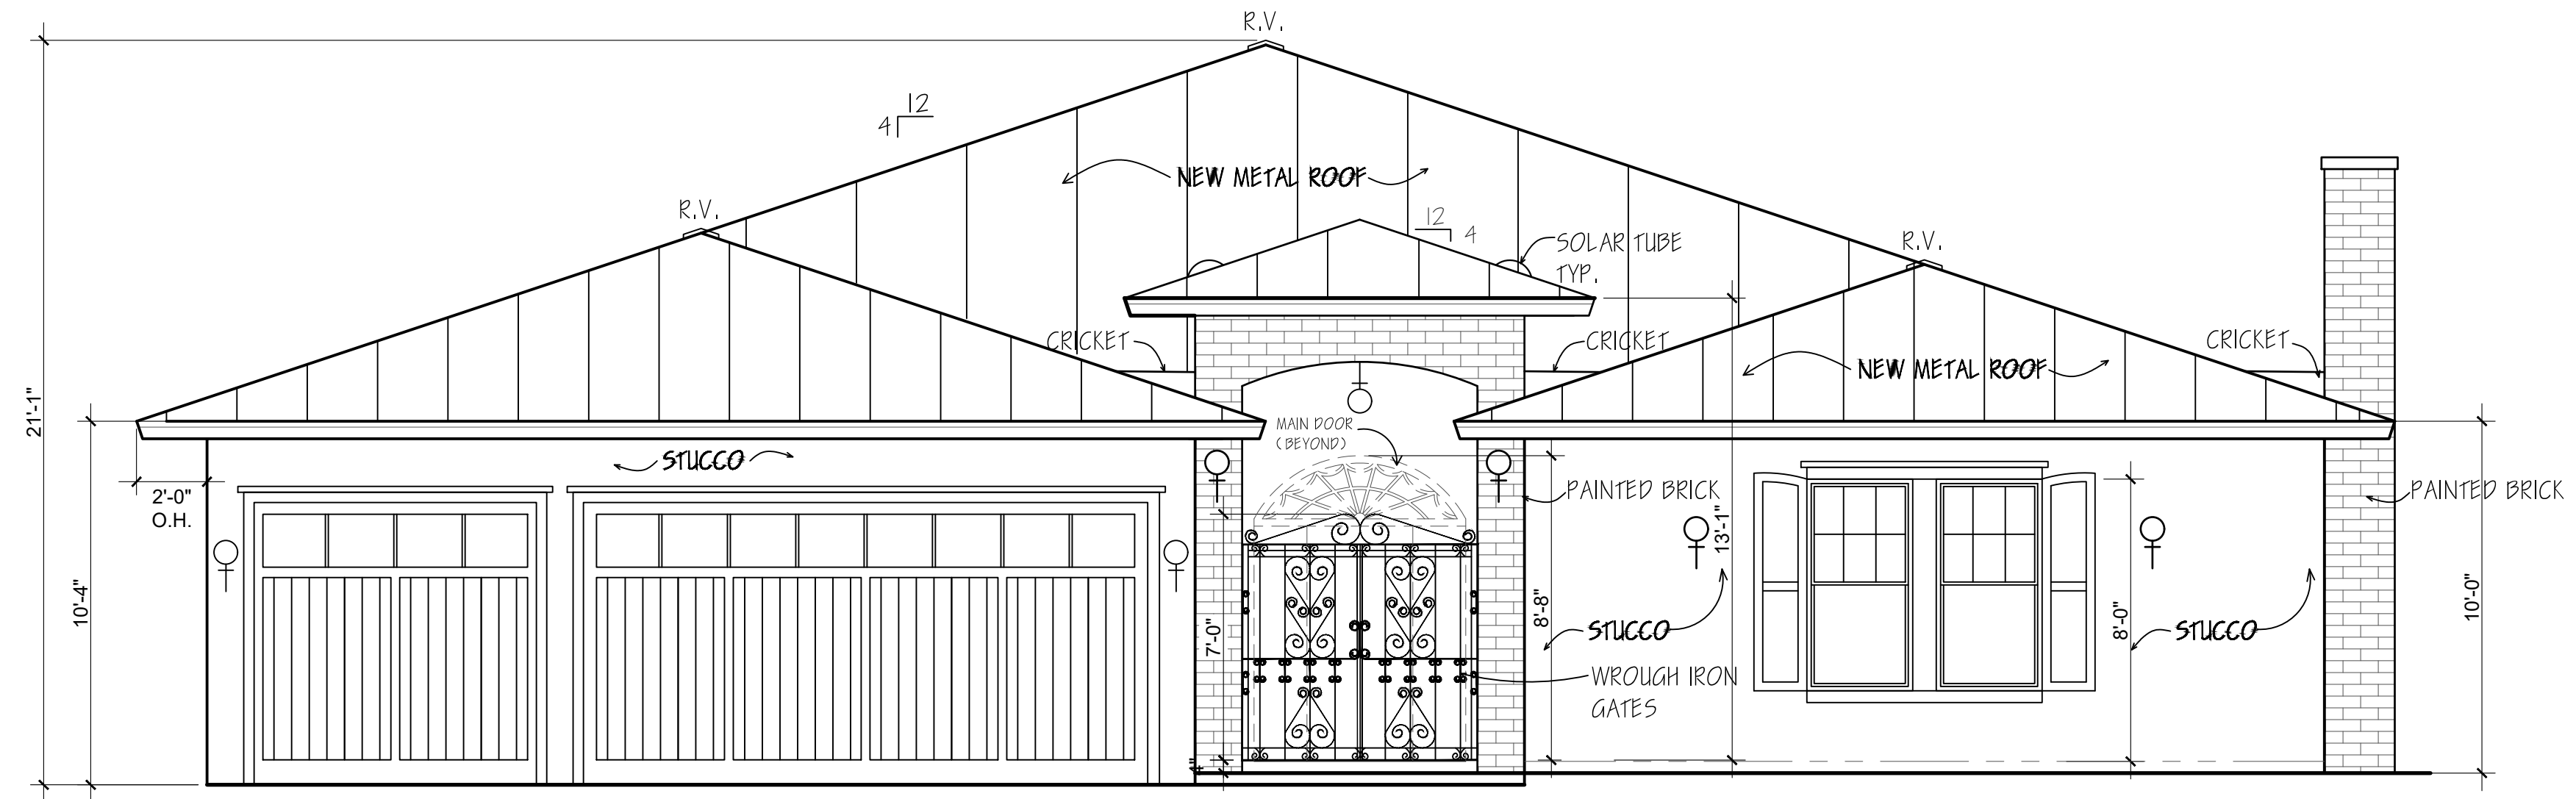 R.V.
12
4
NEW METAL ROOF
R.V.
12
4
SOLAR TUBE
TYP.
R.V.
CRICKET
CRICKET
CRICKET
NEW METAL ROOF
21'-1"
MAIN DOOR
( BEYOND)
STUCCO
2'-0"
O.H.
PAINTED BRICK
PAINTED BRICK
13'-1"
10'-4"
7'-0"
8'-8"
8'-0"
10'-0"
STUCCO
STUCCO
WROUGH IRON
GATES
4"